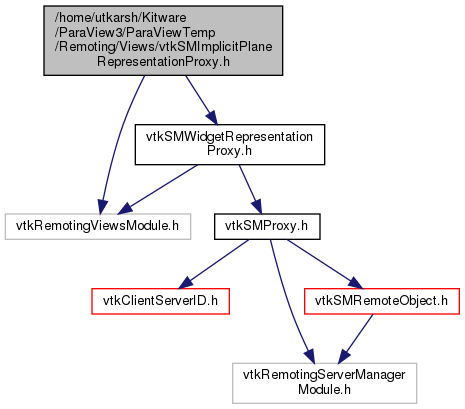 /home/utkarsh/Kitware
/ParaView3/ParaViewTemp
/Remoting/Views/vtkSMImplicitPlane
RepresentationProxy.h
vtkSMWidgetRepresentation
Proxy.h
vtkRemotingViewsModule.h
vtkSMProxy.h
vtkClientServerID.h
vtkSMRemoteObject.h
vtkRemotingServerManager
Module.h